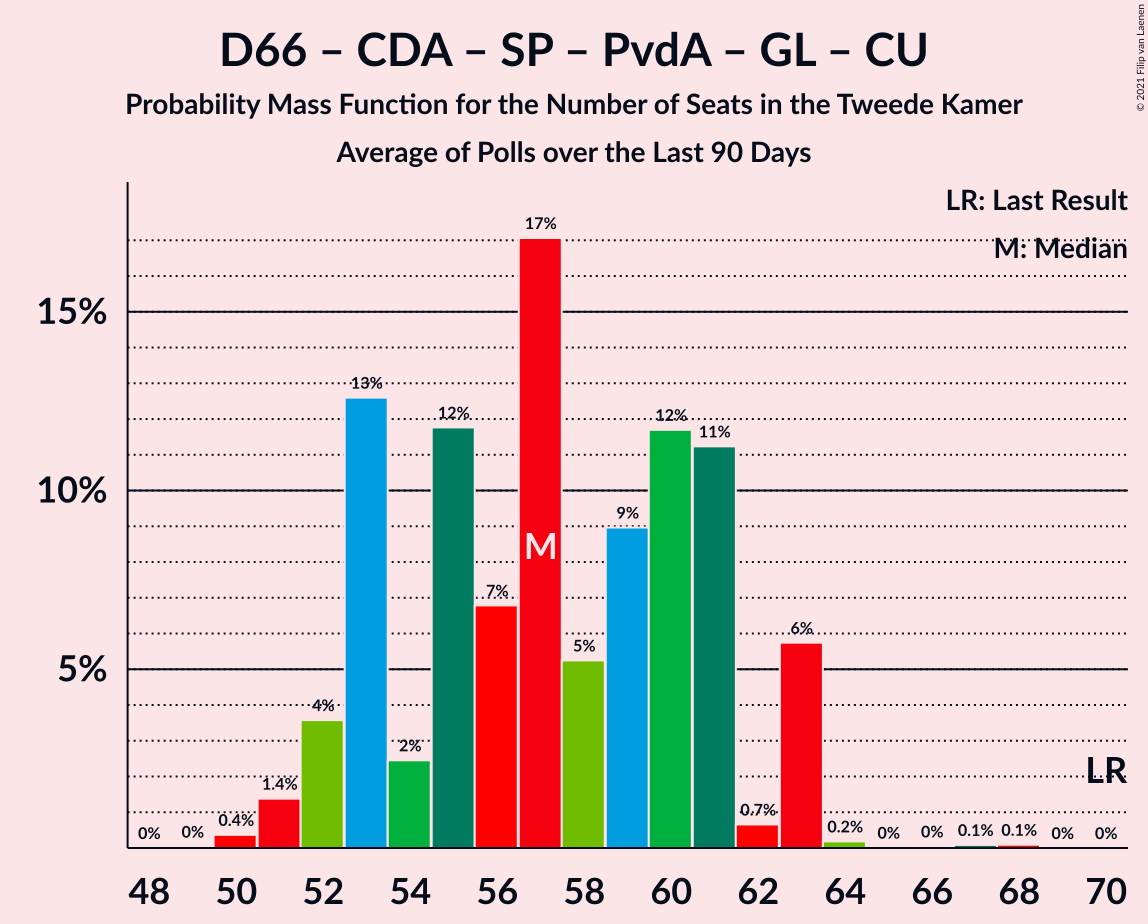 D66 – CDA – SP – PvdA – GL – CU
Probability Mass Function for the Number of Seats in the Tweede Kamer
Average of Polls over the Last 90 Days
© 2021 Filip van Laenen
LR: Last Result
M: Median
15%
10%
5%
0%
0%
0.4%
1.4%
4%
13%
2%
12%
7%
17%
5%
9%
12%
11%
0.7%
6%
0.2%
0%
0%
0.1%
0.1%
0%
0%
M
LR
48 50 52 54 56 58 60 62 64 66 68 70